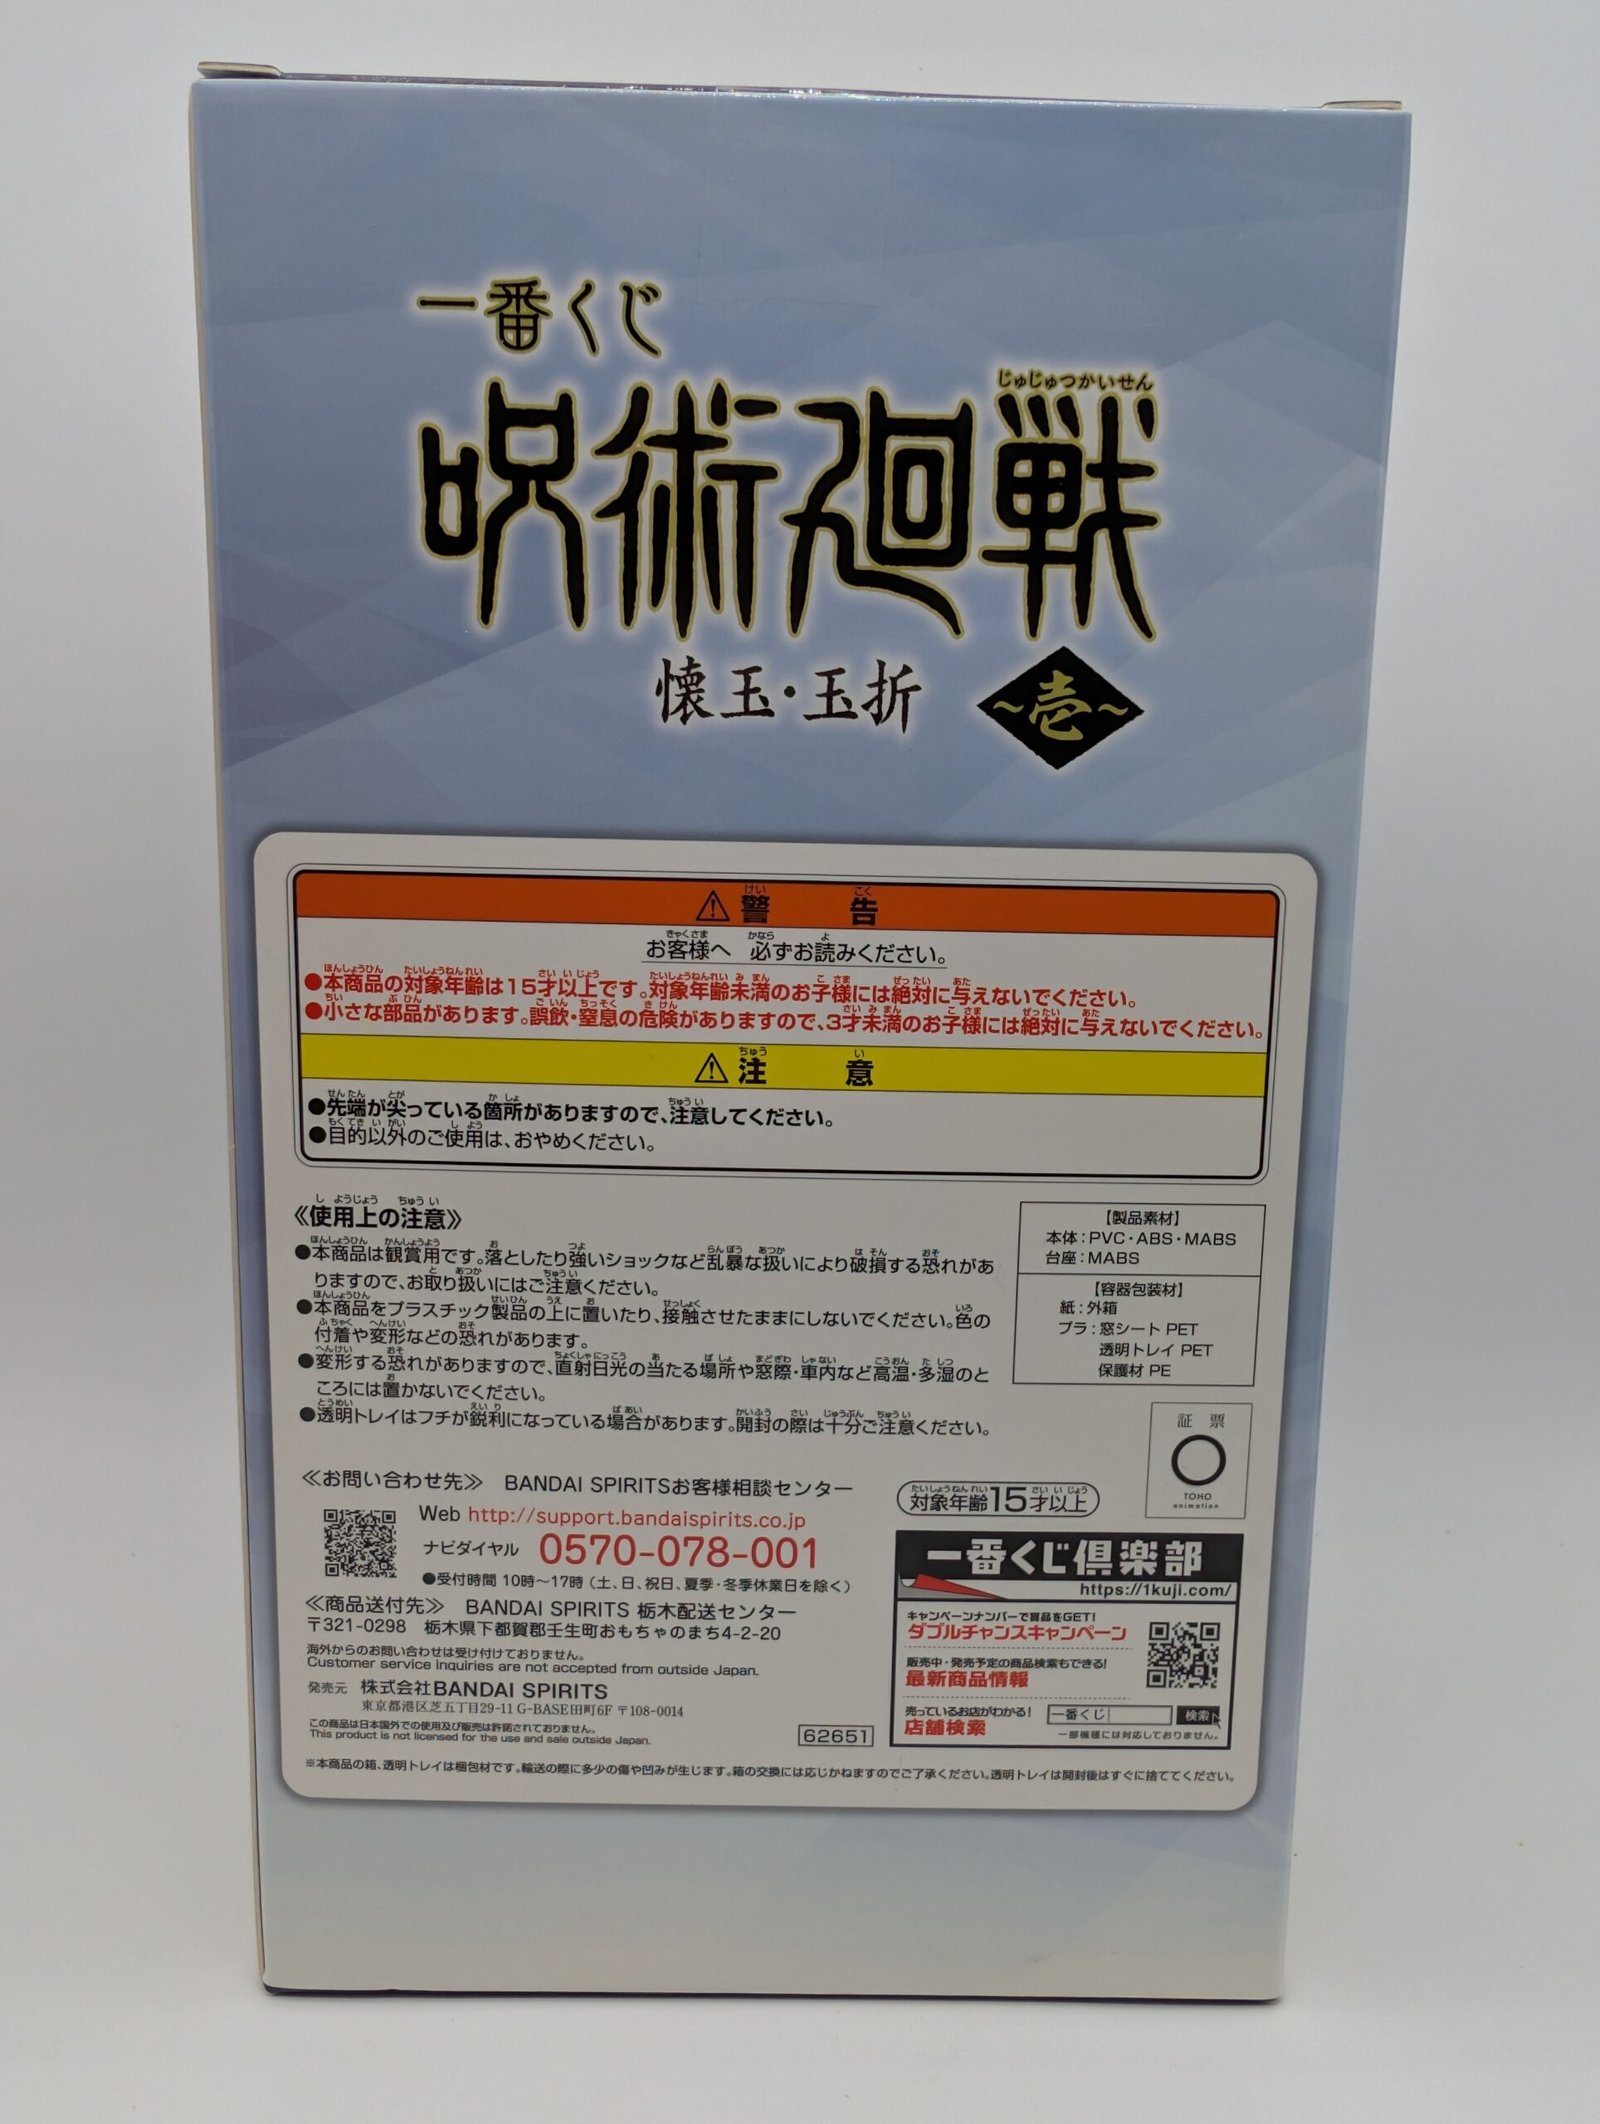 一番くじ
じゅじゅつかいせん
呪術廻戦
懐玉・玉折
～壱～
⚠警告
お客様へ 必ずお読みください。
●本商品の対象年齢は15才以上です。対象年齢未満のお子様には絶対に与えないでください。
●小さな部品があります。誤飲・窒息の危険がありますので、3才未満のお子様には絶対に与えないでください。
⚠注意
●先端が尖っている箇所がありますので、注意してください。
●目的以外のご使用は、おやめください。
《使用上の注意》
●本商品は観賞用です。落としたり強いショックなど乱暴な扱いにより破損する恐れがあ
りますので、お取り扱いにはご注意ください。
●本商品をプラスチック製品の上に置いたり、接触させたままにしないでください。色の
付着や変形などの恐れがあります。
●変形する恐れがありますので、直射日光の当たる場所や窓際・車内など高温・多湿のと
ころには置かないでください。
●透明トレイはフチが鋭利になっている場合があります。開封の際は十分ご注意ください。
【製品素材】
本体：PVC・ABS・MABS
台座：MABS
【容器包装材】
紙：外箱
プラ：窓シート PET
透明トレイ PET
保護材 PE
証票
TOHO
animation
≪お問い合わせ先≫ BANDAI SPIRITSお客様相談センター
Web http://support.bandaispirits.co.jp
ナビダイヤル 0570-078-001
●受付時間 10時～17時（土、日、祝日、夏季・冬季休業日を除く）
≪商品送付先≫ BANDAI SPIRITS 栃木配送センター
〒321-0298 栃木県下都賀郡壬生町おもちゃのまち4-2-20
海外からのお問い合わせは受け付けておりません。
Customer service inquiries are not accepted from outside Japan.
発売元 株式会社BANDAI SPIRITS
東京都港区芝五丁目29-11 G-BASE田町6F 〒108-0014
この商品は日本国外での使用及び販売は許諾されておりません。
This product is not licensed for the use and sale outside Japan.
62651
対象年齢15才以上
一番くじ倶楽部
https://1kuji.com/
キャンペーンナンバーで賞品をGET!
ダブルチャンスキャンペーン
販売中・発売予定の商品検索もできる!
最新商品情報
売っているお店がわかる!
店舗検索
一番くじ 検索
一部機種には対応しておりません。
※本商品の箱、透明トレイは梱包材です。輸送の際に多少の傷や凹みが生じます。箱の交換には応じかねますのでご了承ください。透明トレイは開封後はすぐに捨ててください。